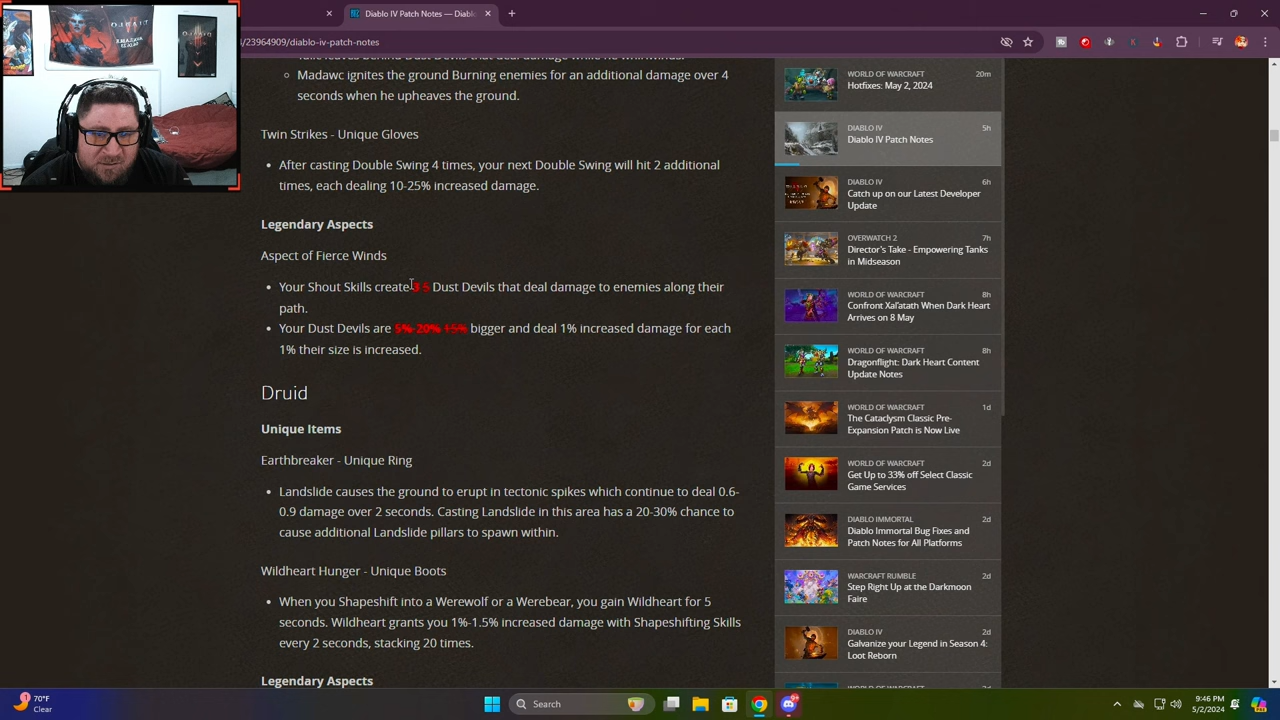 Diablo IV Patch Notes — Diabl
/23964909/diablo-iv-patch-notes
Madawc ignites the ground Burning enemies for an additional damage over 4
seconds when he upheaves the ground.
Twin Strikes - Unique Gloves
After casting Double Swing 4 times, your next Double Swing will hit 2 additional
times, each dealing 10-25% increased damage.
Legendary Aspects
Aspect of Fierce Winds
Your Shout Skills create 3 5 Dust Devils that deal damage to enemies along their
path.
Your Dust Devils are 5%-20% 15% bigger and deal 1% increased damage for each
1% their size is increased.
Druid
Unique Items
Earthbreaker - Unique Ring
Landslide causes the ground to erupt in tectonic spikes which continue to deal 0.6-
0.9 damage over 2 seconds. Casting Landslide in this area has a 20-30% chance to
cause additional Landslide pillars to spawn within.
Wildheart Hunger - Unique Boots
When you Shapeshift into a Werewolf or a Werebear, you gain Wildheart for 5
seconds. Wildheart grants you 1%-1.5% increased damage with Shapeshifting Skills
every 2 seconds, stacking 20 times.
Legendary Aspects
WORLD OF WARCRAFT 20m
Hotfixes: May 2, 2024
DIABLO IV 5h
Diablo IV Patch Notes
DIABLO IV 6h
Catch up on our Latest Developer
Update
OVERWATCH 2 7h
Director's Take - Empowering Tanks
in Midseason
WORLD OF WARCRAFT 8h
Confront Xal'atath When Dark Heart
Arrives on 8 May
WORLD OF WARCRAFT 8h
Dragonflight: Dark Heart Content
Update Notes
WORLD OF WARCRAFT 1d
The Cataclysm Classic Pre-
Expansion Patch is Now Live
WORLD OF WARCRAFT 2d
Get Up to 33% off Select Classic
Game Services
DIABLO IMMORTAL 2d
Diablo Immortal Bug Fixes and
Patch Notes for All Platforms
WARCRAFT RUMBLE 2d
Step Right Up at the Darkmoon
Faire
DIABLO IV 2d
Galvanize your Legend in Season 4:
Loot Reborn
70°F
Clear
Search
9:46 PM
5/2/2024